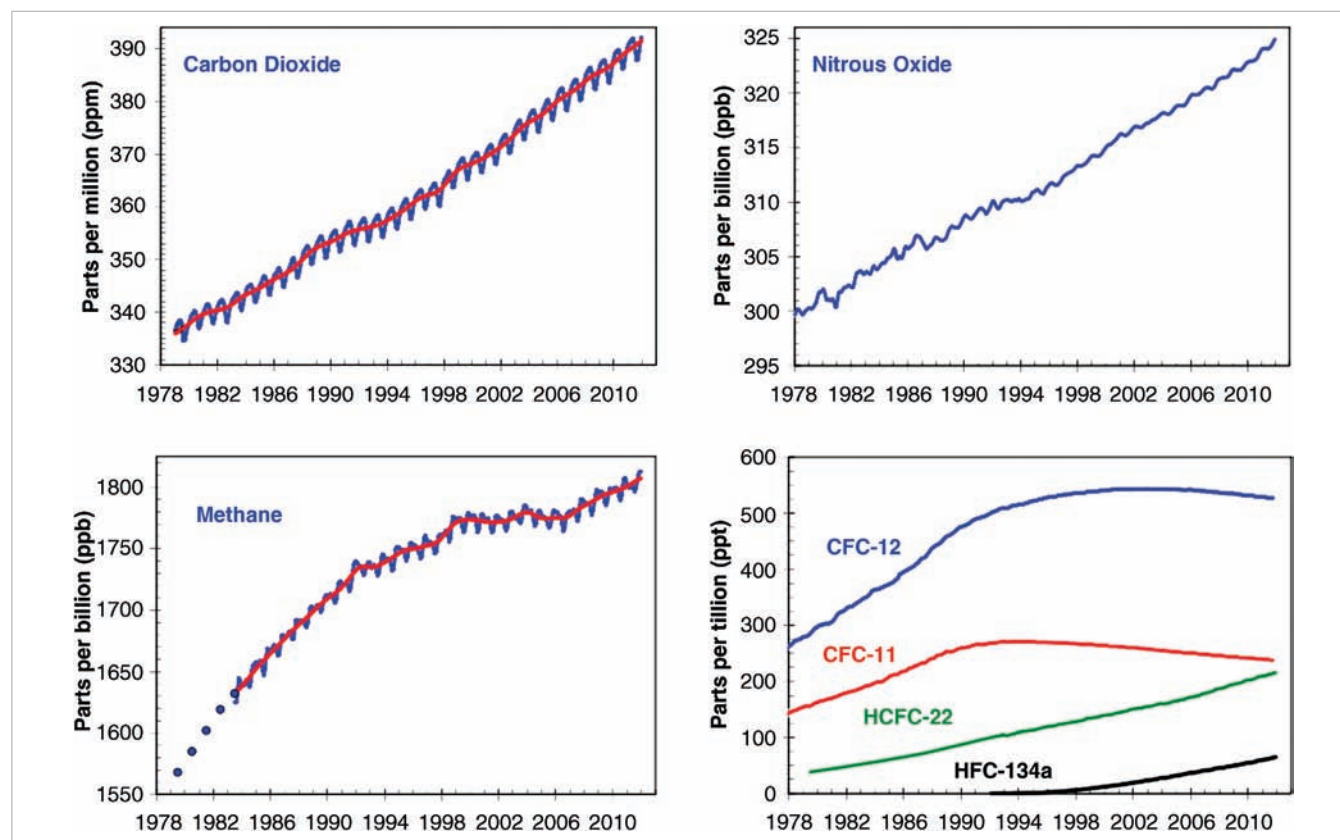 Carbon Dioxide
Parts per million (ppm)
390
380
370
360
350
340
330
1978 1982 1986 1990 1994 1998 2002 2006 2010
Nitrous Oxide
Parts per billion (ppb)
325
320
315
310
305
300
295
1978 1982 1986 1990 1994 1998 2002 2006 2010
Methane
Parts per billion (ppb)
1800
1750
1700
1650
1600
1550
1978 1982 1986 1990 1994 1998 2002 2006 2010
Parts per tillion (ppt)
600
500
400
300
200
100
0
CFC-12
CFC-11
HCFC-22
HFC-134a
1978 1982 1986 1990 1994 1998 2002 2006 2010